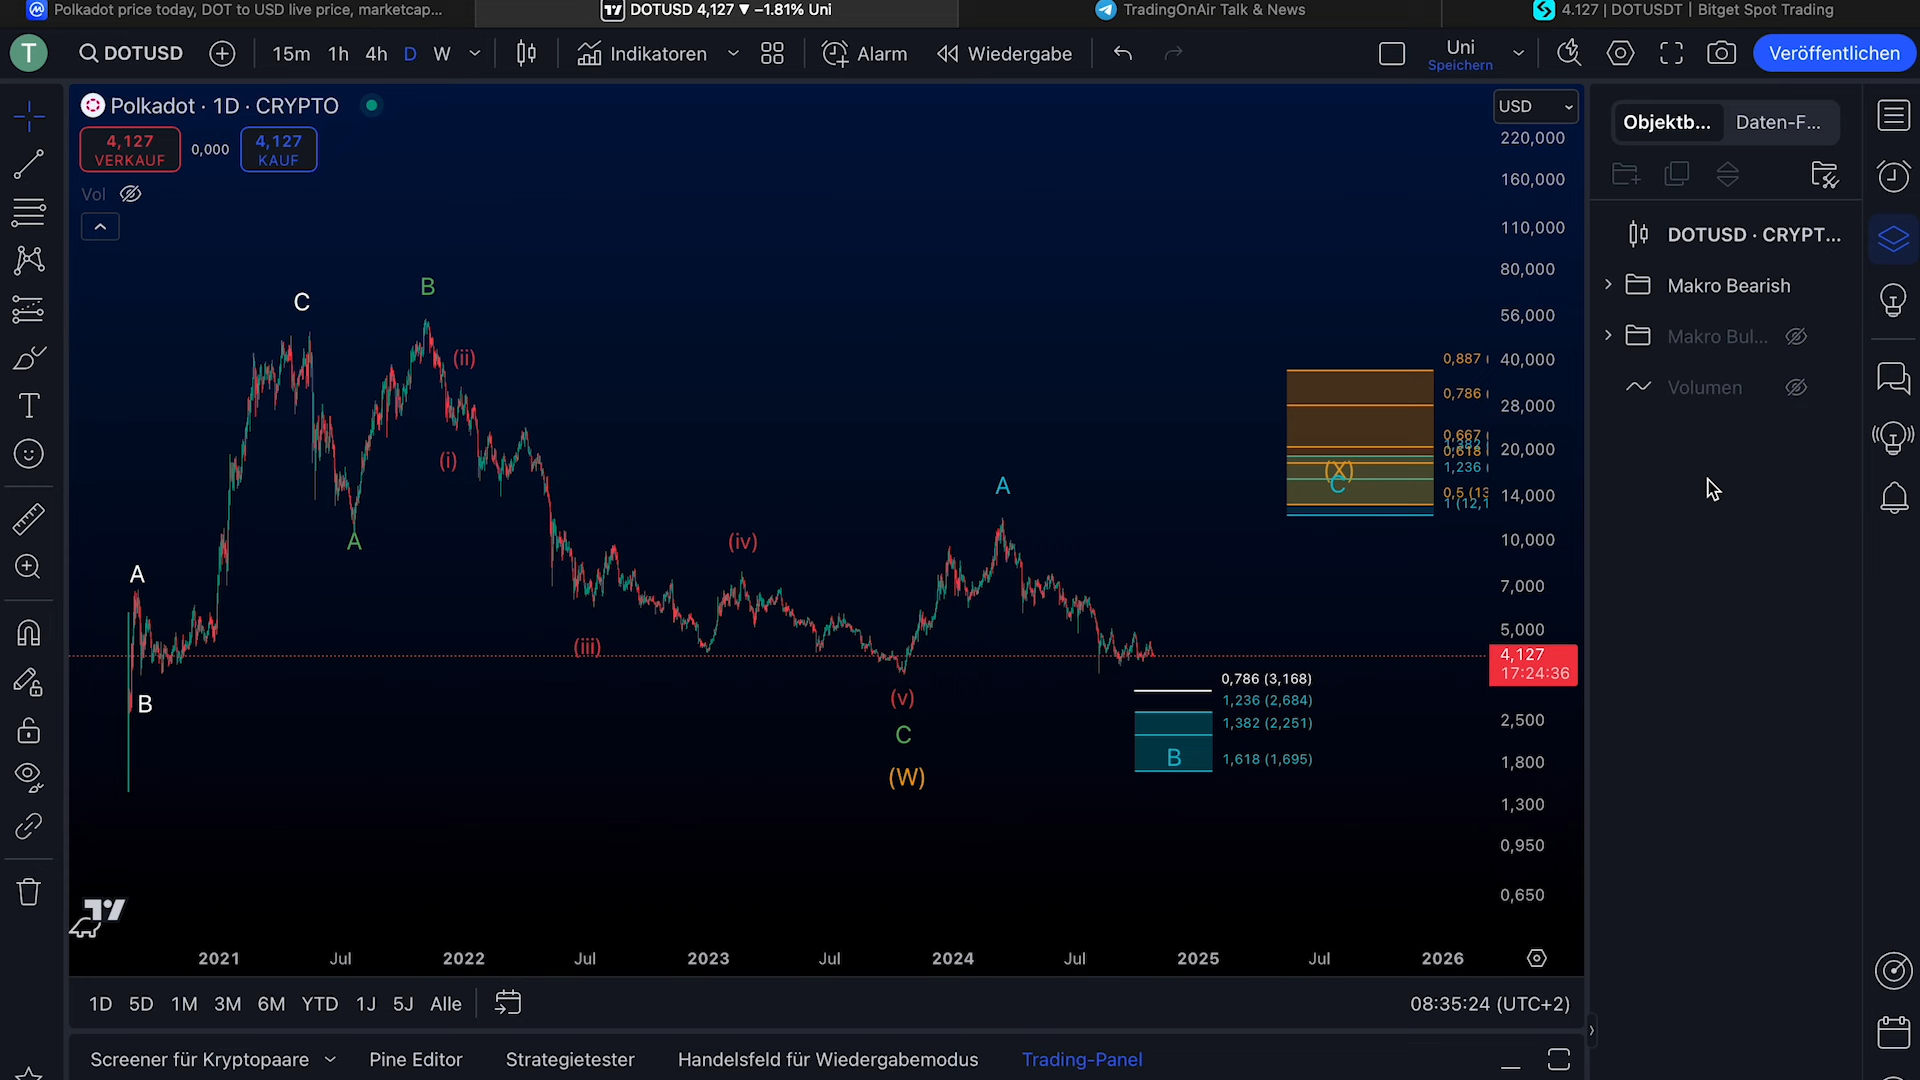 Polkadot price today, DOT to USD live price, marketcap...
DOTUSD 4,127 ▼ −1.81% Uni
TradingOnAir Talk & News
4.127 | DOTUSDT | Bitget Spot Trading
T
DOTUSD
15m 1h 4h D W
Indikatoren
Alarm
Wiedergabe
Uni
Speichern
Veröffentlichen
Polkadot · 1D · CRYPTO
4,127
VERKAUF
0,000
4,127
KAUF
Vol
USD
220,000
160,000
110,000
80,000
56,000
40,000
28,000
20,000
14,000
10,000
7,000
5,000
4,127
17:24:36
2,500
1,800
1,300
0,950
0,650
Objektb...
Daten-F...
DOTUSD · CRYPT...
Makro Bearish
Makro Bul...
Volumen
C
B
(ii)
(i)
A
A
B
(iii)
(iv)
(v)
C
(W)
A
0,887 (
0,786 (
0,667 (
1,382 (
0,618 (
1,236 (
0,5 (13
1 (12,1
(X)
C
0,786 (3,168)
1,236 (2,684)
1,382 (2,251)
1,618 (1,695)
B
2021 Jul 2022 Jul 2023 Jul 2024 Jul 2025 Jul 2026
1D 5D 1M 3M 6M YTD 1J 5J Alle
08:35:24 (UTC+2)
Screener für Kryptopaare
Pine Editor
Strategietester
Handelsfeld für Wiedergabemodus
Trading-Panel